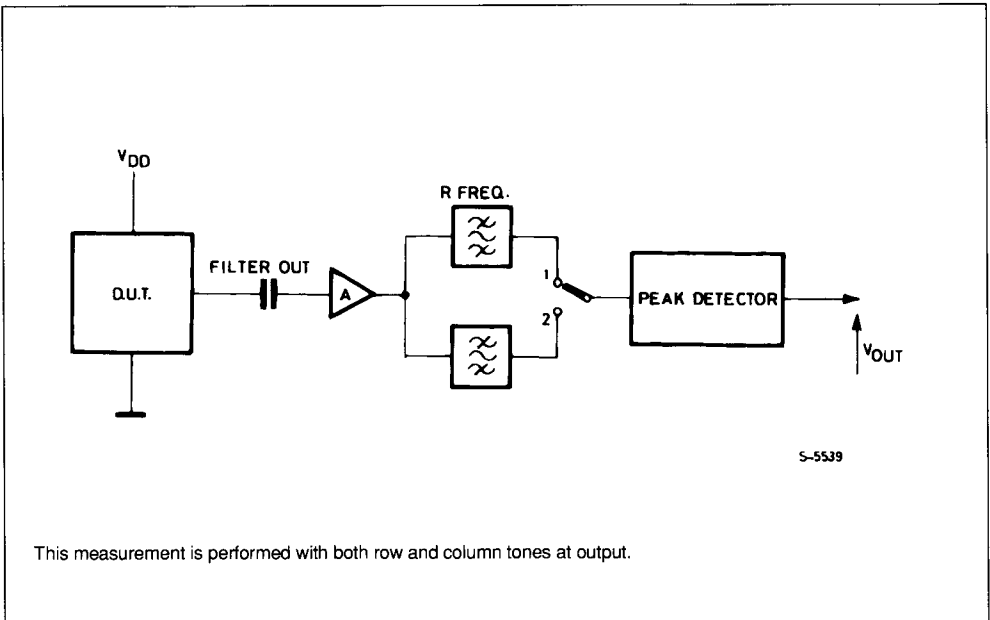 VDD
R FREQ.
FILTER OUT
D.U.T.
A
1
2
PEAK DETECTOR
VOUT
S-5539
This measurement is performed with both row and column tones at output.